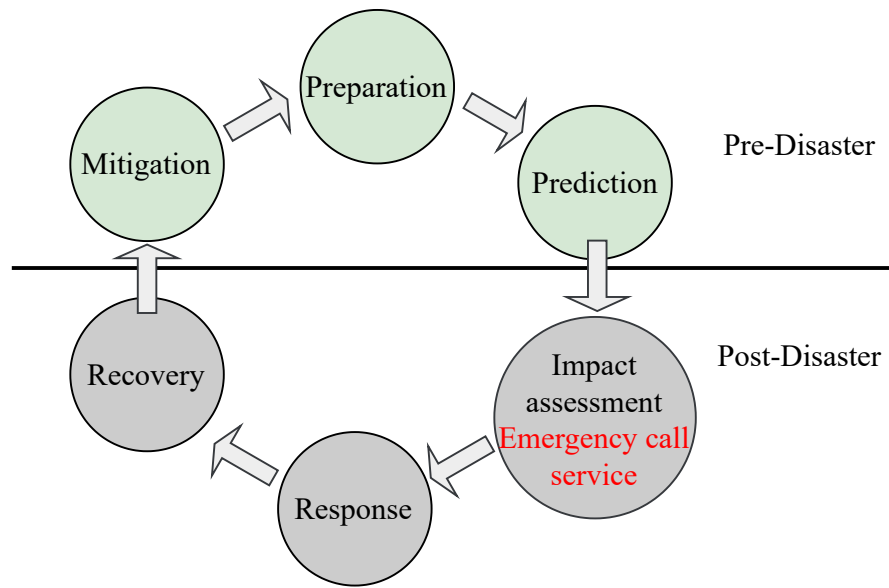 Preparation
Mitigation
Prediction
Pre-Disaster
Post-Disaster
Recovery
Impact
assessment
Emergency call
service
Response